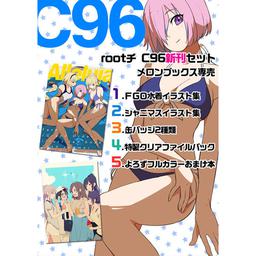 C96
rootチ C96新刊セット
メロンブックス専売
1.FGO水着イラスト集
2.シャニマスイラスト集
3.缶バッジ2種類
4.特製クリアファイルパック
5.よろずフルカラーおまけ本